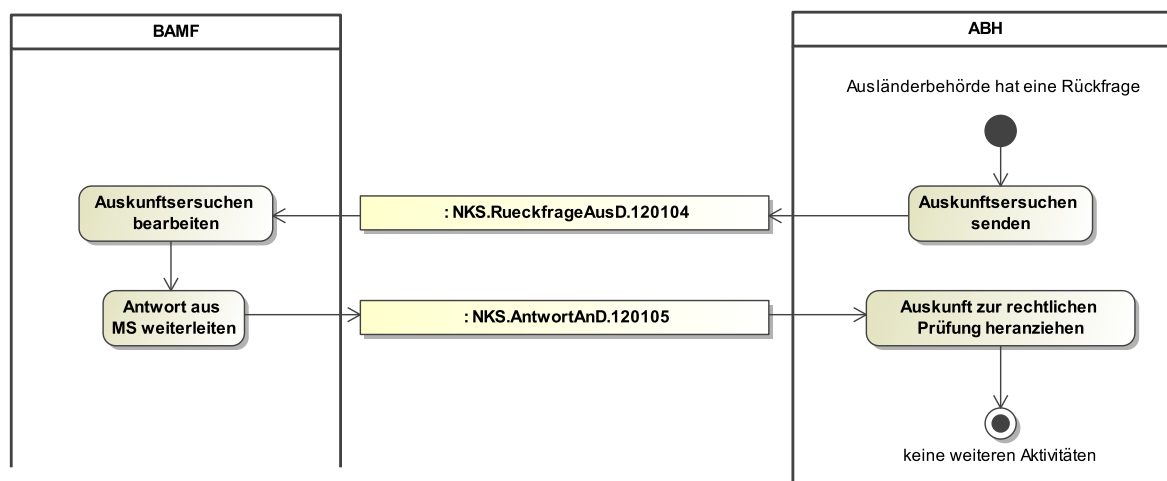 BAMF
ABH
Ausländerbehörde hat eine Rückfrage
Auskunftsersuchen
bearbeiten
: NKS.RueckfrageAusD.120104
Auskunftsersuchen
senden
Antwort aus
MS weiterleiten
: NKS.AntwortAnD.120105
Auskunft zur rechtlichen
Prüfung heranziehen
keine weiteren Aktivitäten